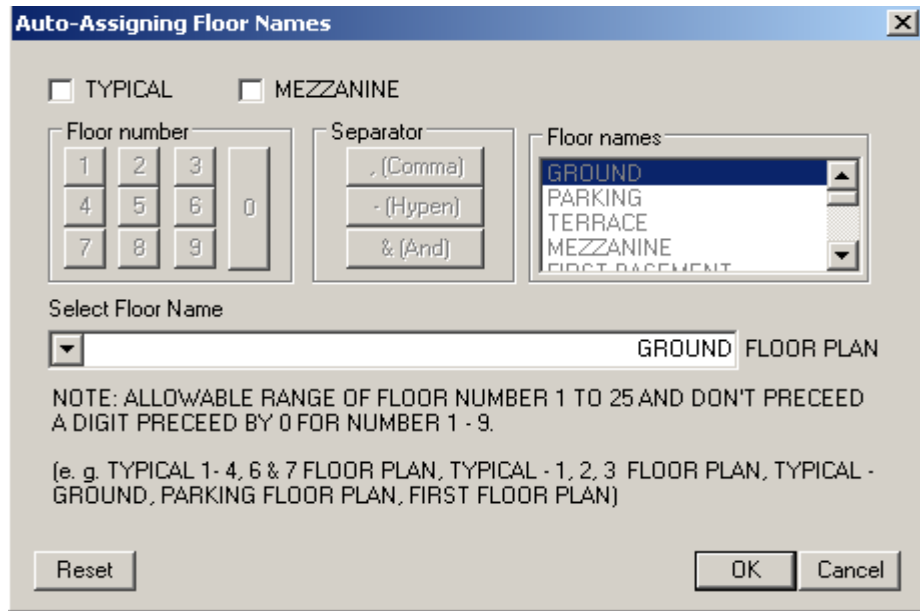 Auto-Assigning Floor Names
TYPICAL MEZZANINE
Floor number Separator Floor names
1 2 3 0 , (Comma) GROUND
PARKING
4 5 6 - (Hypen) TERRACE
7 8 9 & (And) MEZZANINE
FIRST BASEMENT
Select Floor Name
GROUND FLOOR PLAN
NOTE: ALLOWABLE RANGE OF FLOOR NUMBER 1 TO 25 AND DON'T PRECEED
A DIGIT PRECEED BY 0 FOR NUMBER 1 - 9.
(e. g. TYPICAL 1- 4, 6 & 7 FLOOR PLAN, TYPICAL - 1, 2, 3 FLOOR PLAN, TYPICAL -
GROUND, PARKING FLOOR PLAN, FIRST FLOOR PLAN)
Reset OK Cancel